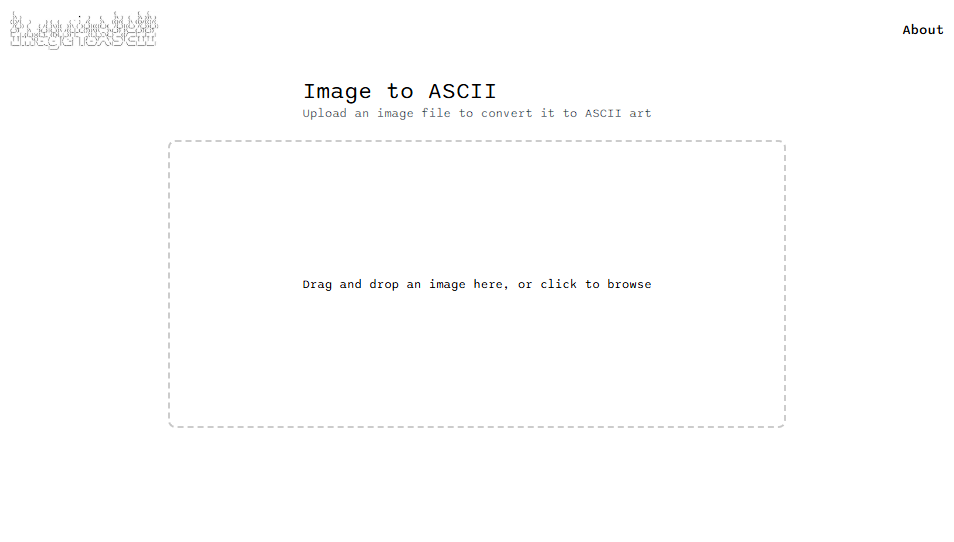 ImageToASCII
About
Image to ASCII
Upload an image file to convert it to ASCII art
Drag and drop an image here, or click to browse